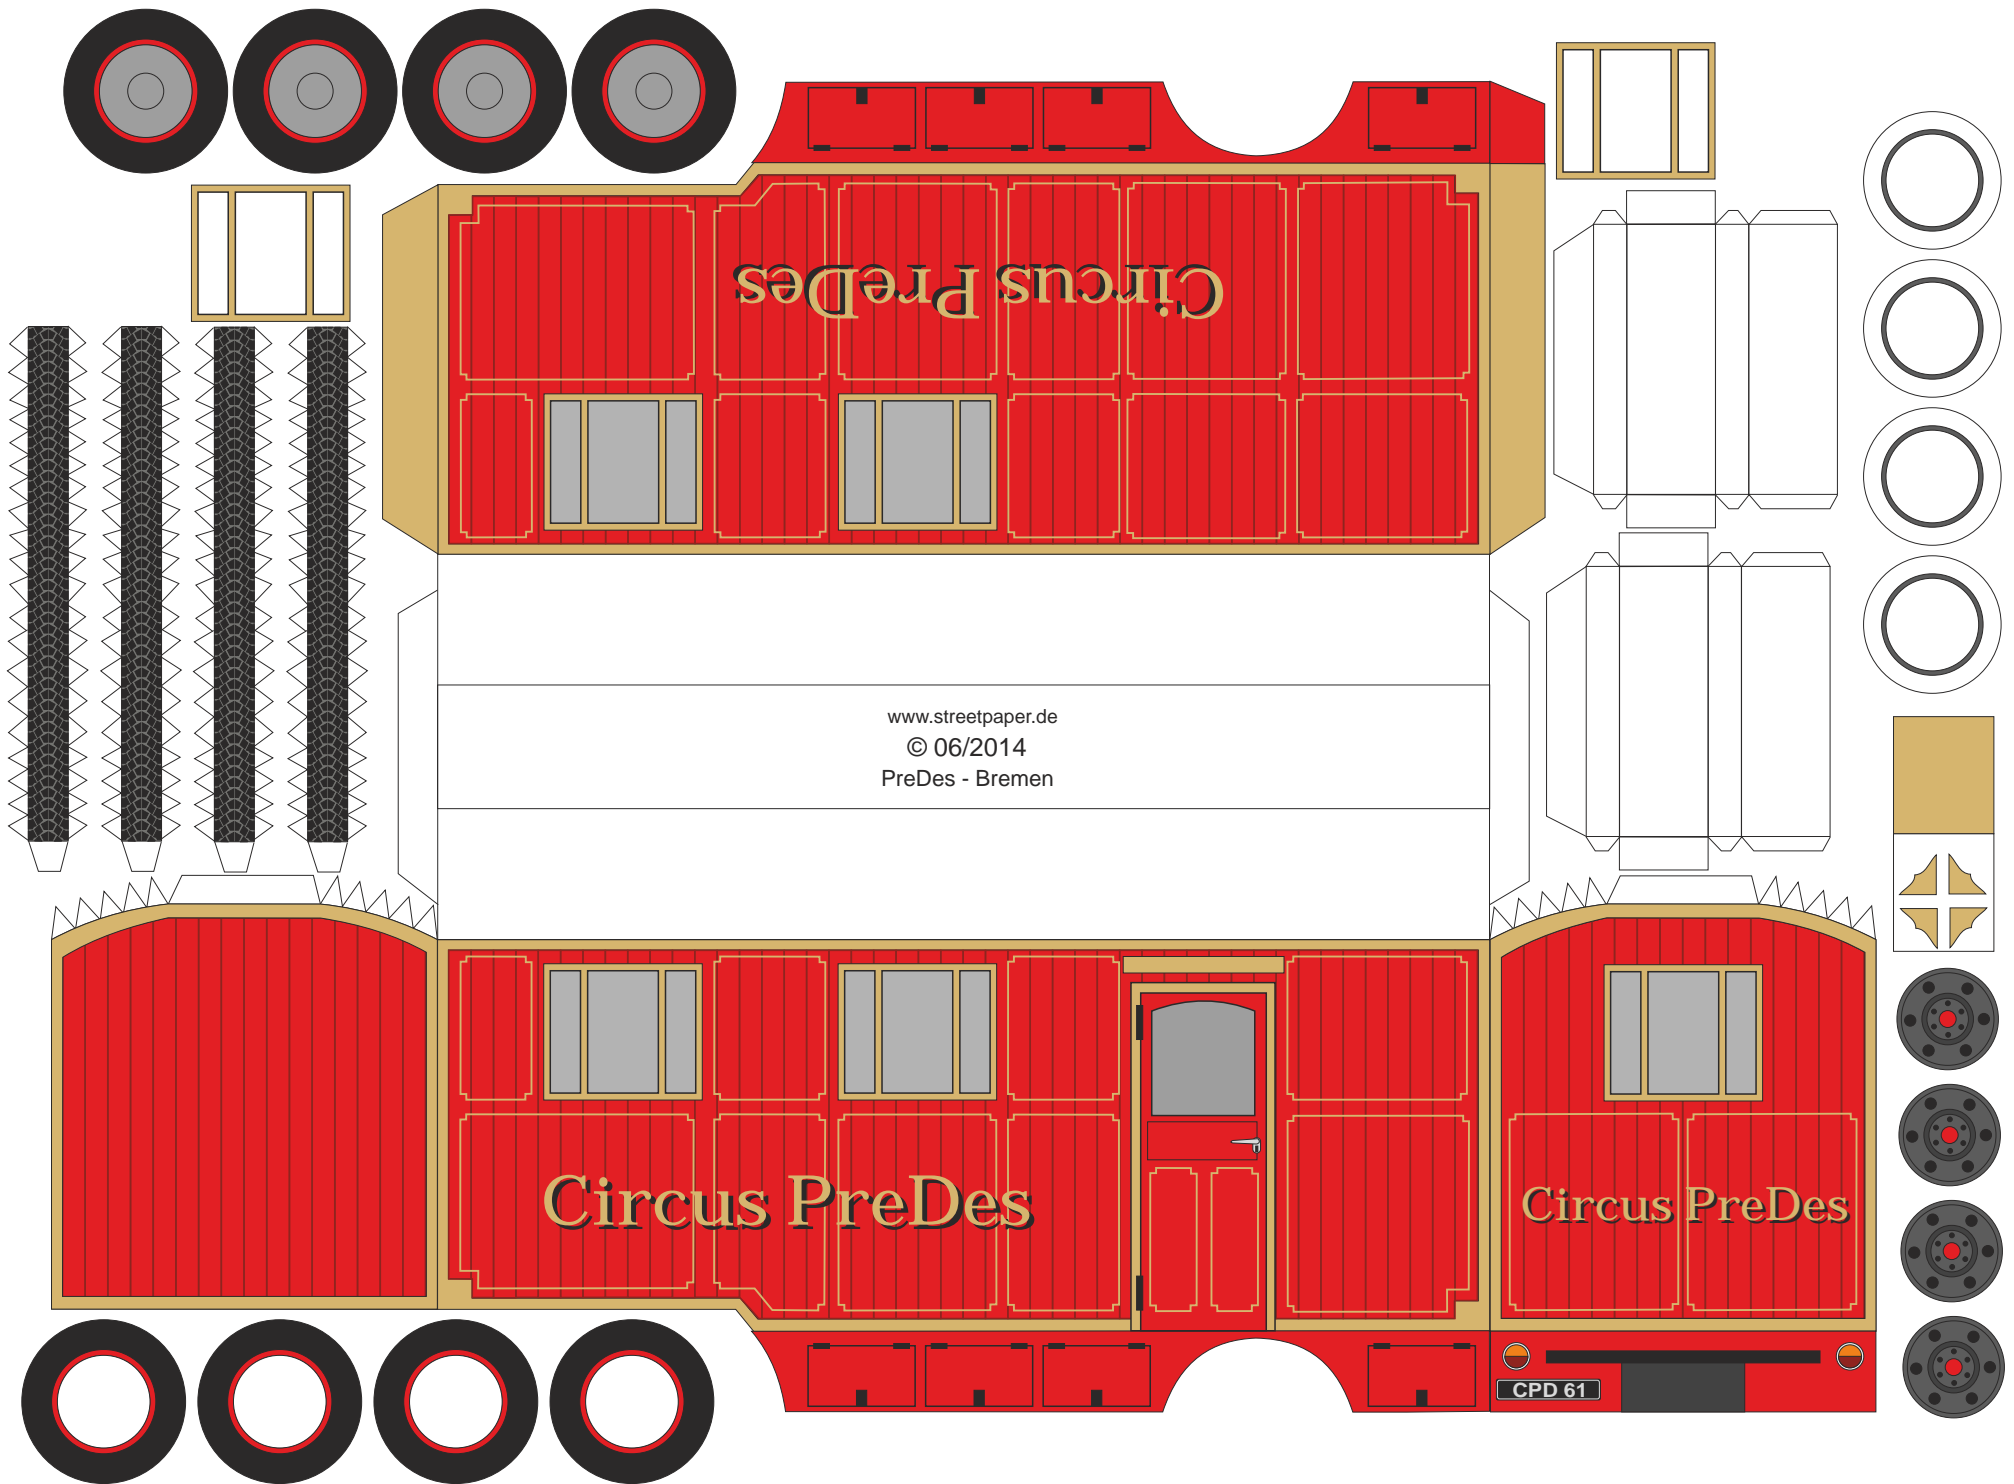 Circus PreDes
www.streetpaper.de
© 06/2014
PreDes - Bremen
Circus PreDes
Circus PreDes
CPD 61